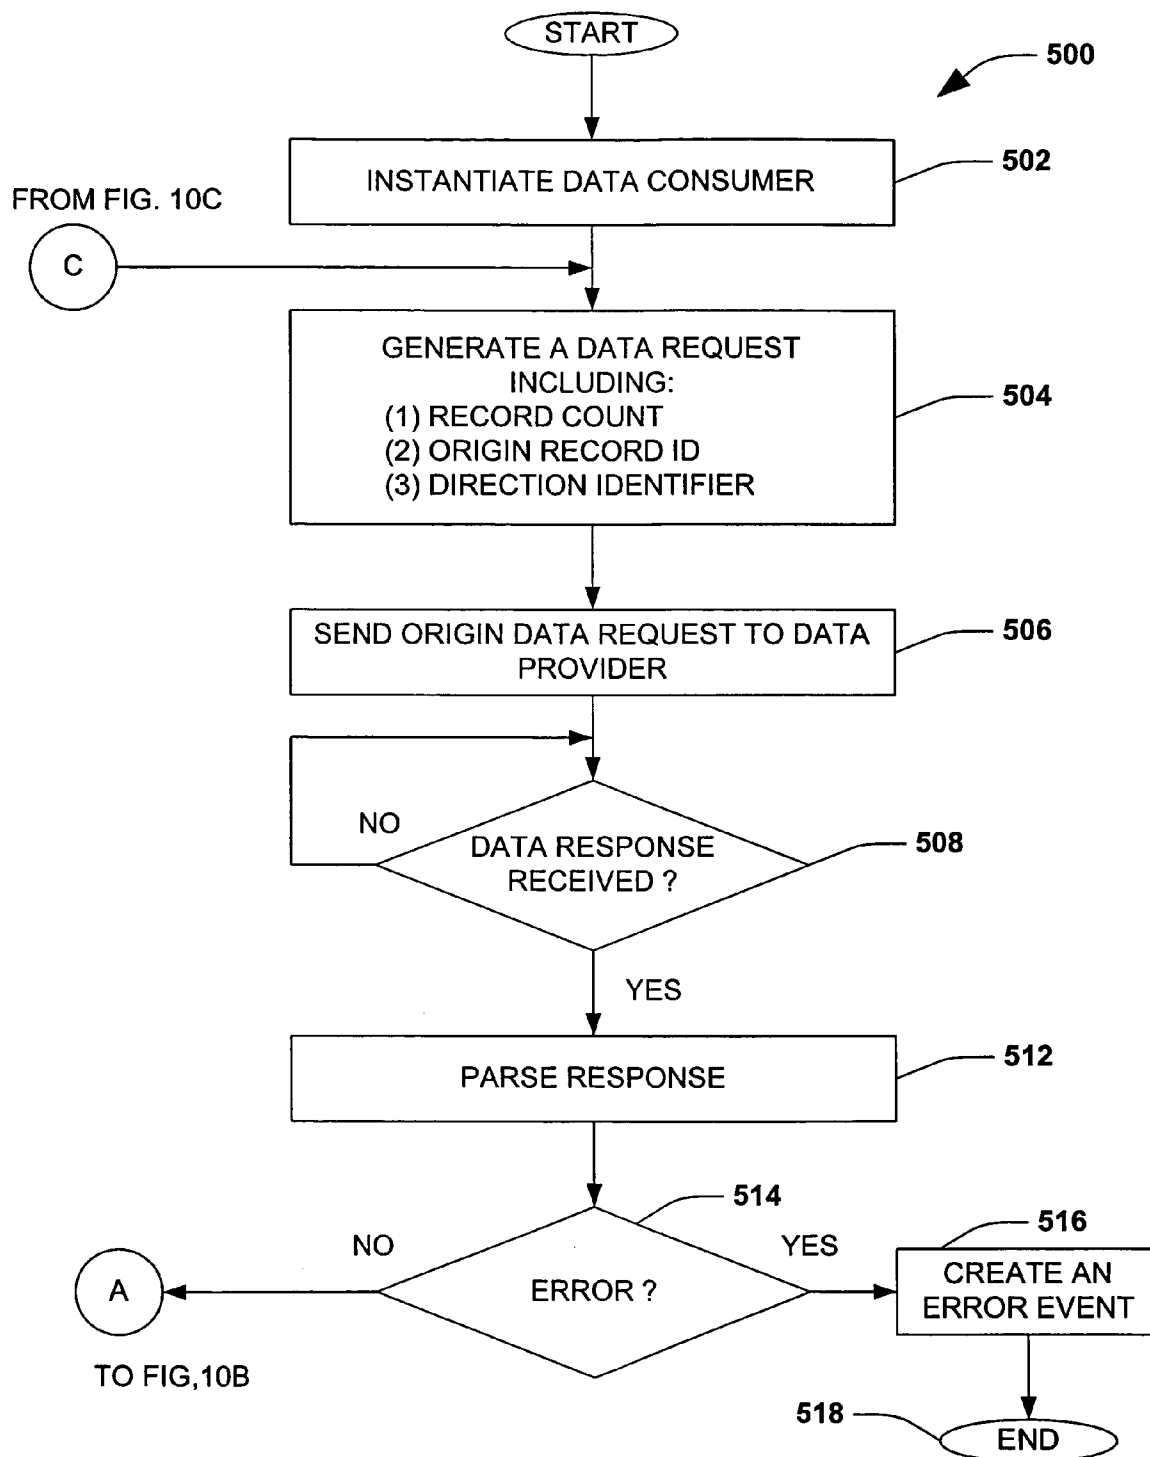 START
500
INSTANTIATE DATA CONSUMER
502
FROM FIG. 10C
C
GENERATE A DATA REQUEST
INCLUDING:
(1) RECORD COUNT
(2) ORIGIN RECORD ID
(3) DIRECTION IDENTIFIER
504
SEND ORIGIN DATA REQUEST TO DATA
PROVIDER
506
NO
DATA RESPONSE
RECEIVED ?
508
YES
PARSE RESPONSE
512
514
NO
ERROR ?
YES
516
CREATE AN
ERROR EVENT
A
TO FIG,10B
518
END